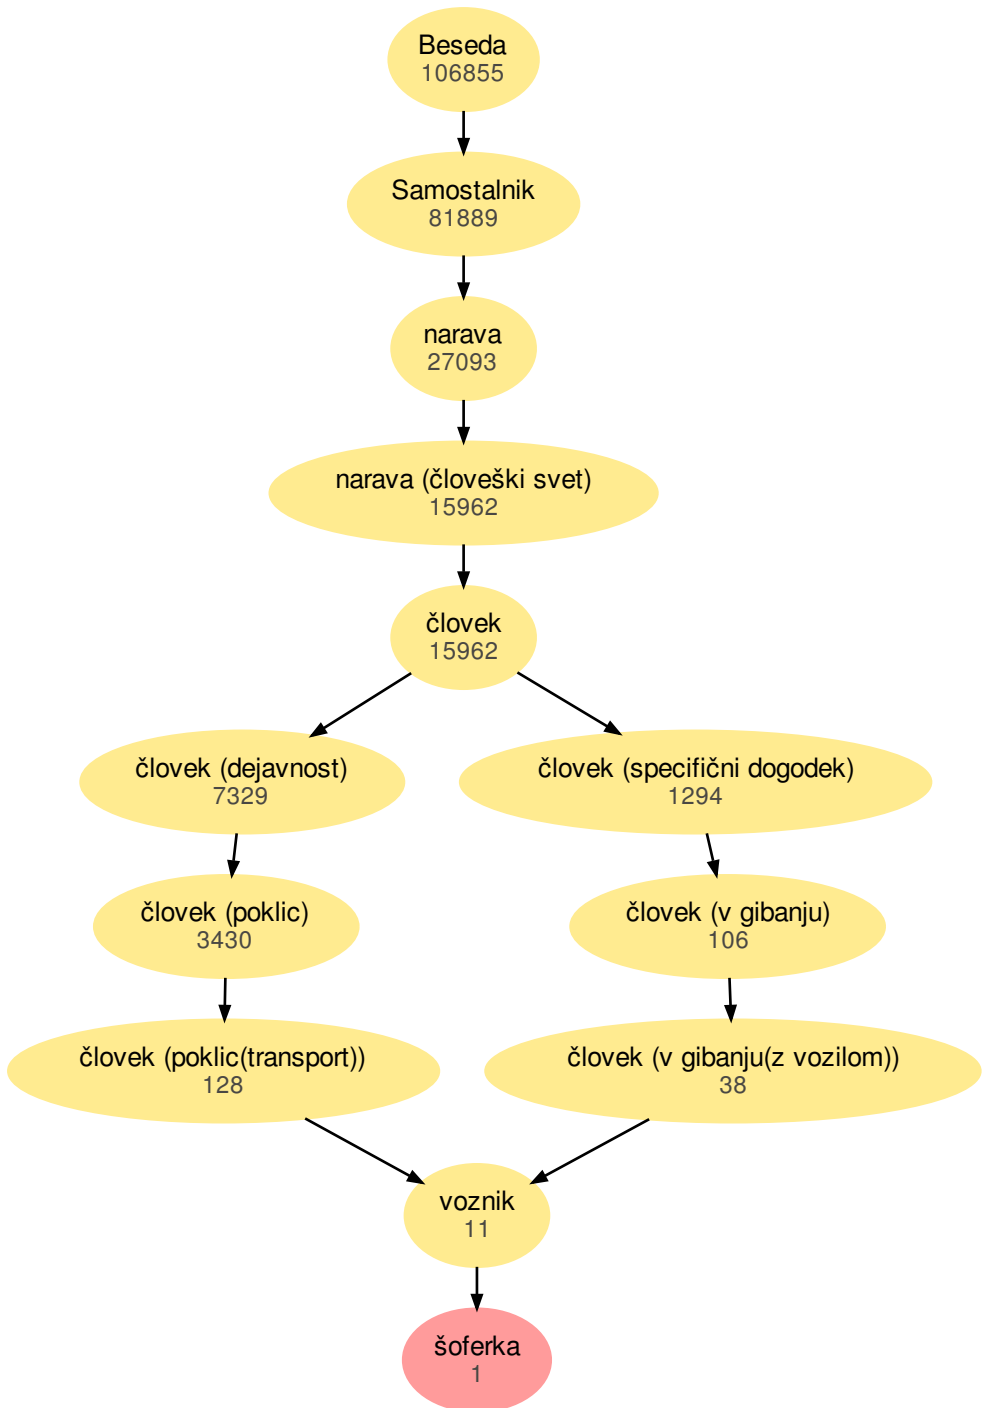 Beseda
106855
Samostalnik
81889
narava
27093
narava (človeški svet)
15962
človek
15962
človek (dejavnost)
7329
človek (specifični dogodek)
1294
človek (poklic)
3430
človek (v gibanju)
106
človek (poklic(transport))
128
človek (v gibanju(z vozilom))
38
voznik
11
šoferka
1